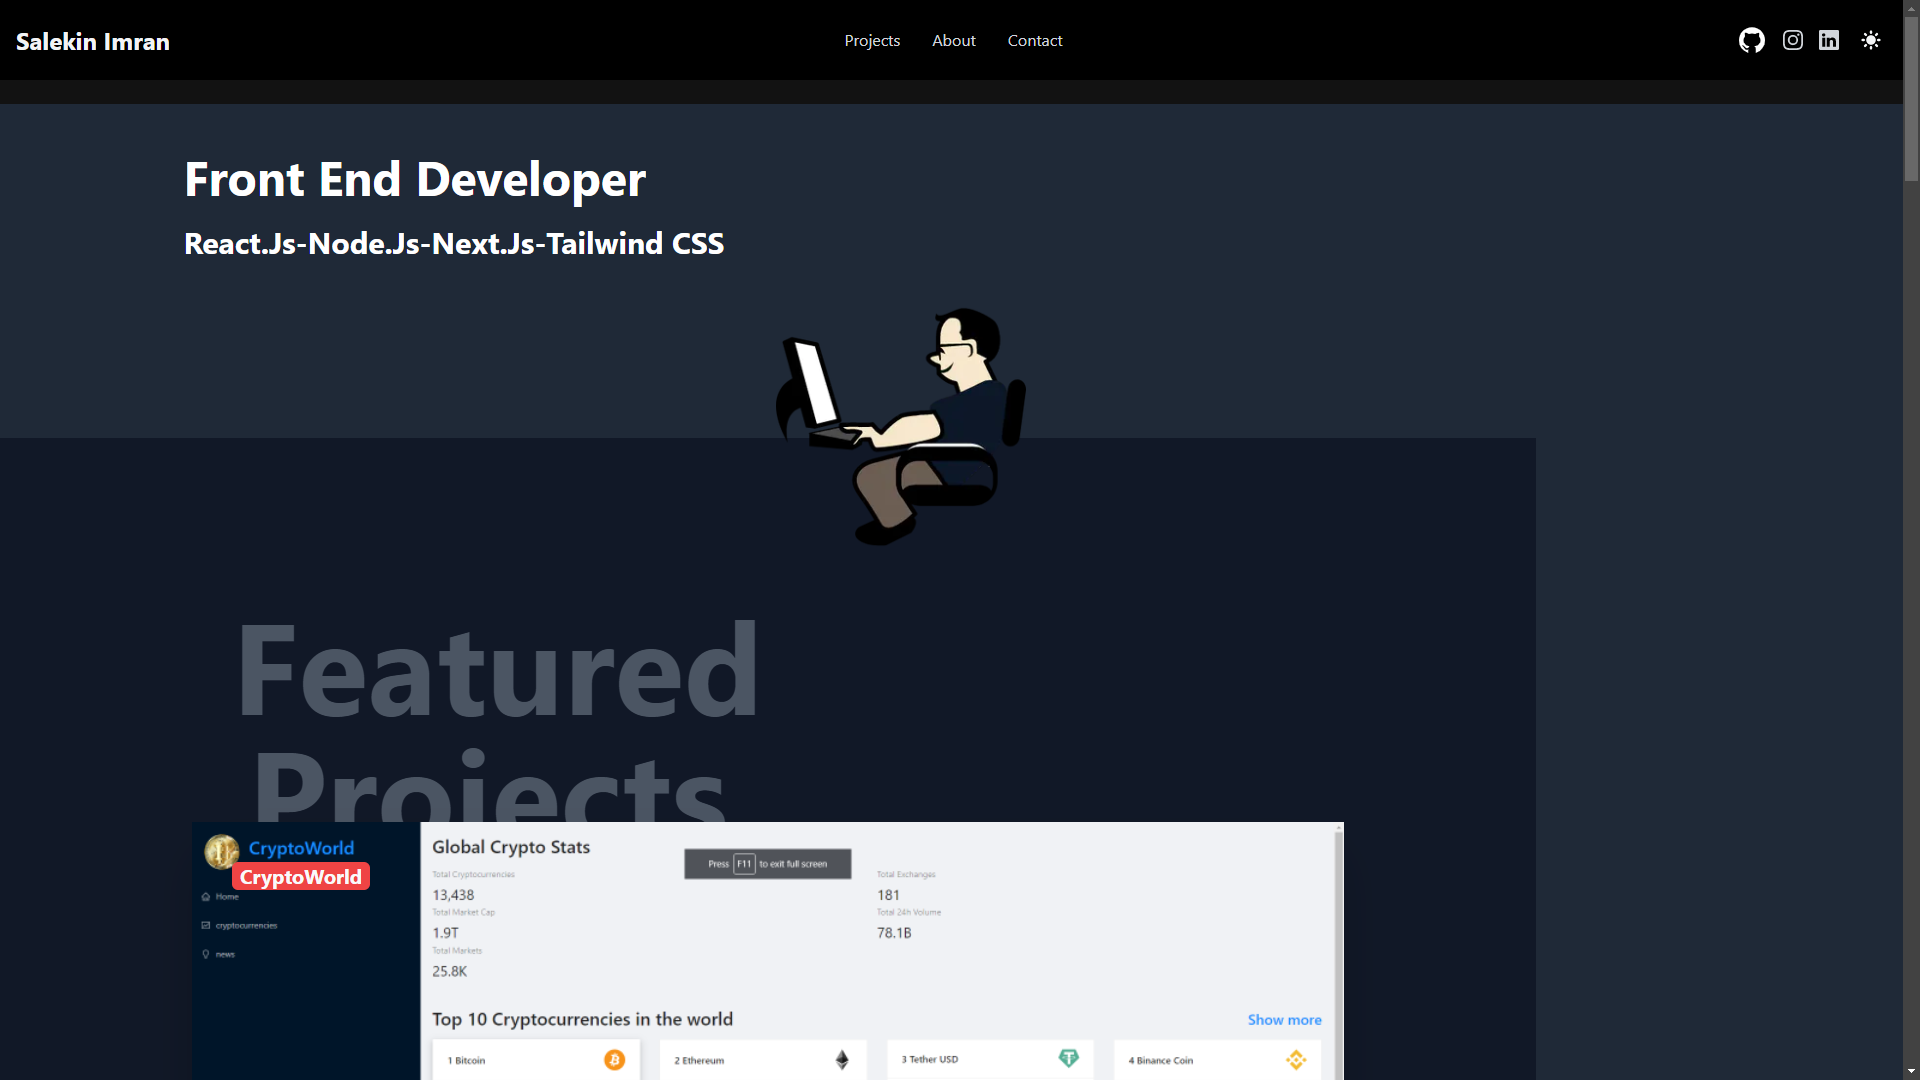 Salekin Imran
Projects
About
Contact
Front End Developer
React.Js-Node.Js-Next.Js-Tailwind CSS
Featured
Projects
CryptoWorld
CryptoWorld
Home
cryptocurrencies
news
Global Crypto Stats
Press F11 to exit full screen
Total Cryptocurrencies
13,438
Total Exchanges
181
Total Market Cap
1.9T
Total 24h Volume
78.1B
Total Markets
25.8K
Top 10 Cryptocurrencies in the world
Show more
1 Bitcoin
2 Ethereum
3 Tether USD
4 Binance Coin